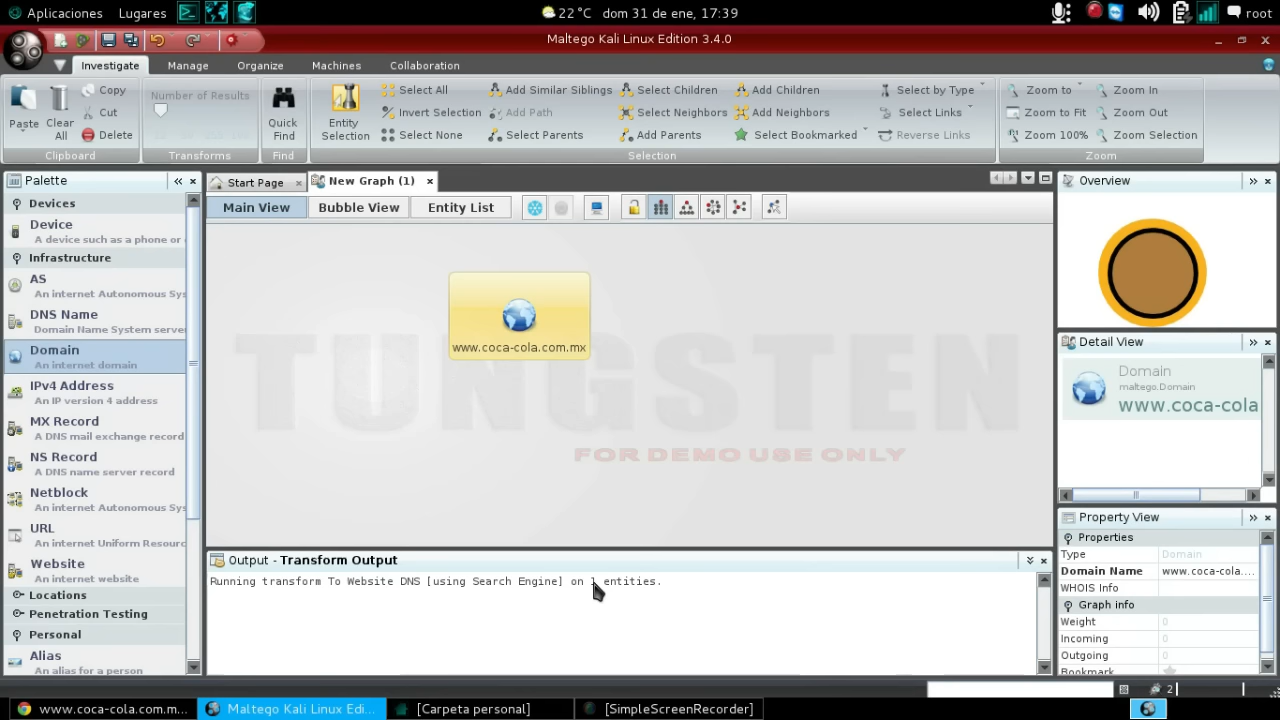 Aplicaciones Lugares 22 °C dom 31 de ene, 17:39 root
Maltego Kali Linux Edition 3.4.0
Investigate Manage Organize Machines Collaboration
Paste
Clear All
Copy
Cut
Delete
Clipboard
Number of Results
Transforms
Quick Find
Find
Entity Selection
Select All
Invert Selection
Select None
Add Similar Siblings
Add Path
Select Parents
Select Children
Select Neighbors
Add Parents
Add Children
Add Neighbors
Select Bookmarked
Select by Type
Select Links
Reverse Links
Selection
Zoom to
Zoom to Fit
Zoom 100%
Zoom In
Zoom Out
Zoom Selection
Zoom
Palette
Devices
Device
A device such as a phone or
Infrastructure
AS
An internet Autonomous Sys
DNS Name
Domain Name System server
Domain
An internet domain
IPv4 Address
An IP version 4 address
MX Record
A DNS mail exchange record
NS Record
A DNS name server record
Netblock
An internet Autonomous Sys
URL
An internet Uniform Resourc
Website
An internet website
Locations
Penetration Testing
Personal
Alias
An alias for a person
Start Page New Graph (1)
Main View Bubble View Entity List
www.coca-cola.com.mx
TUNGSTEN
FOR DEMO USE ONLY
Output - Transform Output
Running transform To Website DNS [using Search Engine] on 1 entities.
Overview
Detail View
Domain
maltego.Domain
www.coca-cola
Property View
Properties
Type Domain
Domain Name www.coca-cola....
WHOIS Info
Graph info
Weight 0
Incoming 0
Outgoing 0
Bookmark
2
www.coca-cola.com.m... Maltego Kali Linux Edi... [Carpeta personal] [SimpleScreenRecorder]